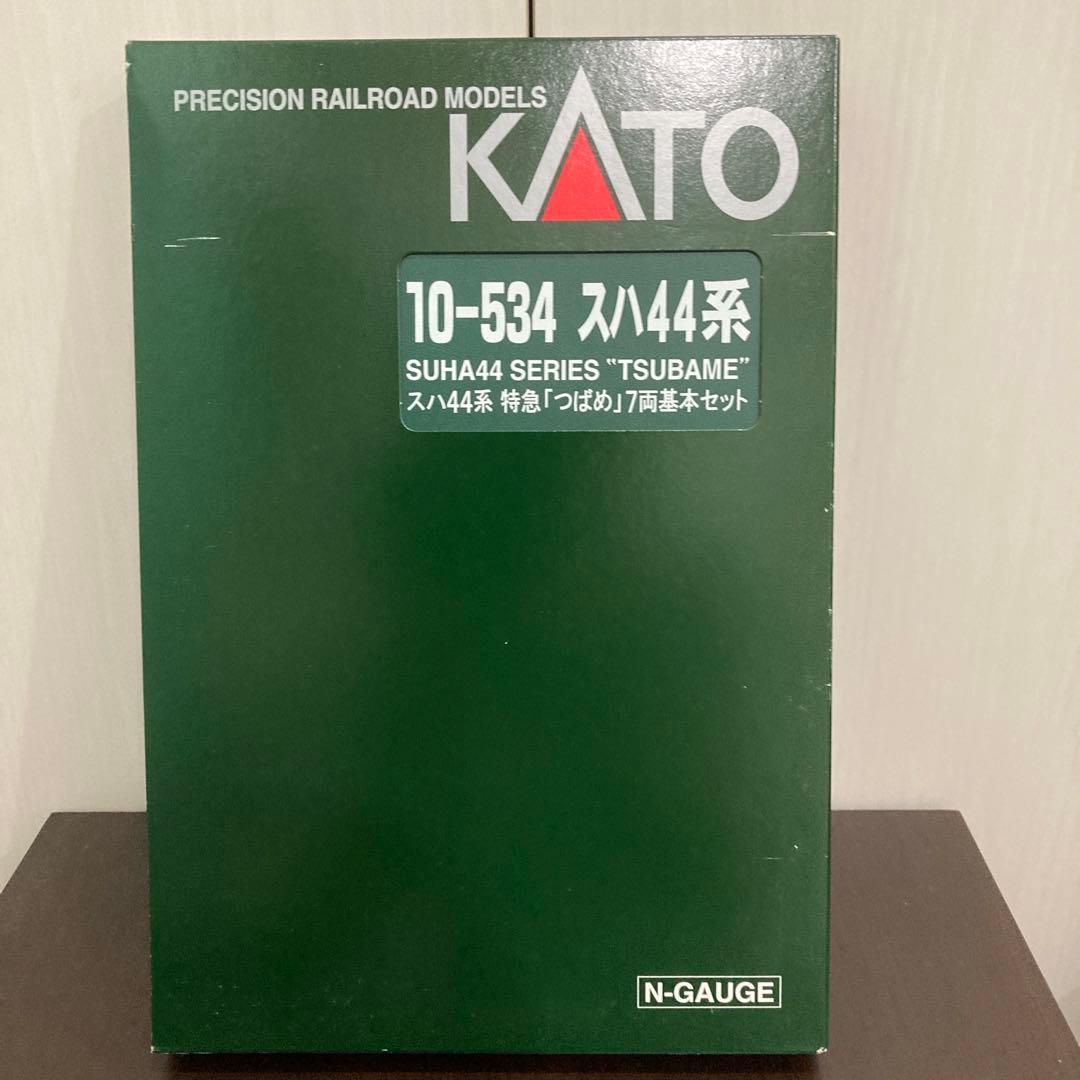 PRECISION RAILROAD MODELS
KATO
10-534 スハ44系
SUHA44 SERIES “TSUBAME”
スハ44系 特急「つばめ」7両基本セット
N-GAUGE